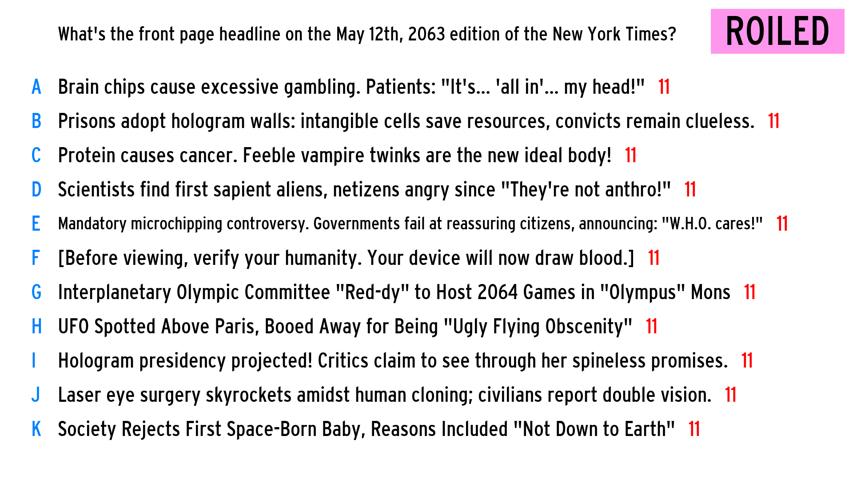 What's the front page headline on the May 12th, 2063 edition of the New York Times?
ROILED
A Brain chips cause excessive gambling. Patients: "It's... 'all in'... my head!" 11
B Prisons adopt hologram walls: intangible cells save resources, convicts remain clueless. 11
C Protein causes cancer. Feeble vampire twinks are the new ideal body! 11
D Scientists find first sapient aliens, netizens angry since "They're not anthro!" 11
E Mandatory microchipping controversy. Governments fail at reassuring citizens, announcing: "W.H.O. cares!" 11
F [Before viewing, verify your humanity. Your device will now draw blood.] 11
G Interplanetary Olympic Committee "Red-dy" to Host 2064 Games in "Olympus" Mons 11
H UFO Spotted Above Paris, Booed Away for Being "Ugly Flying Obscenity" 11
I Hologram presidency projected! Critics claim to see through her spineless promises. 11
J Laser eye surgery skyrockets amidst human cloning; civilians report double vision. 11
K Society Rejects First Space-Born Baby, Reasons Included "Not Down to Earth" 11